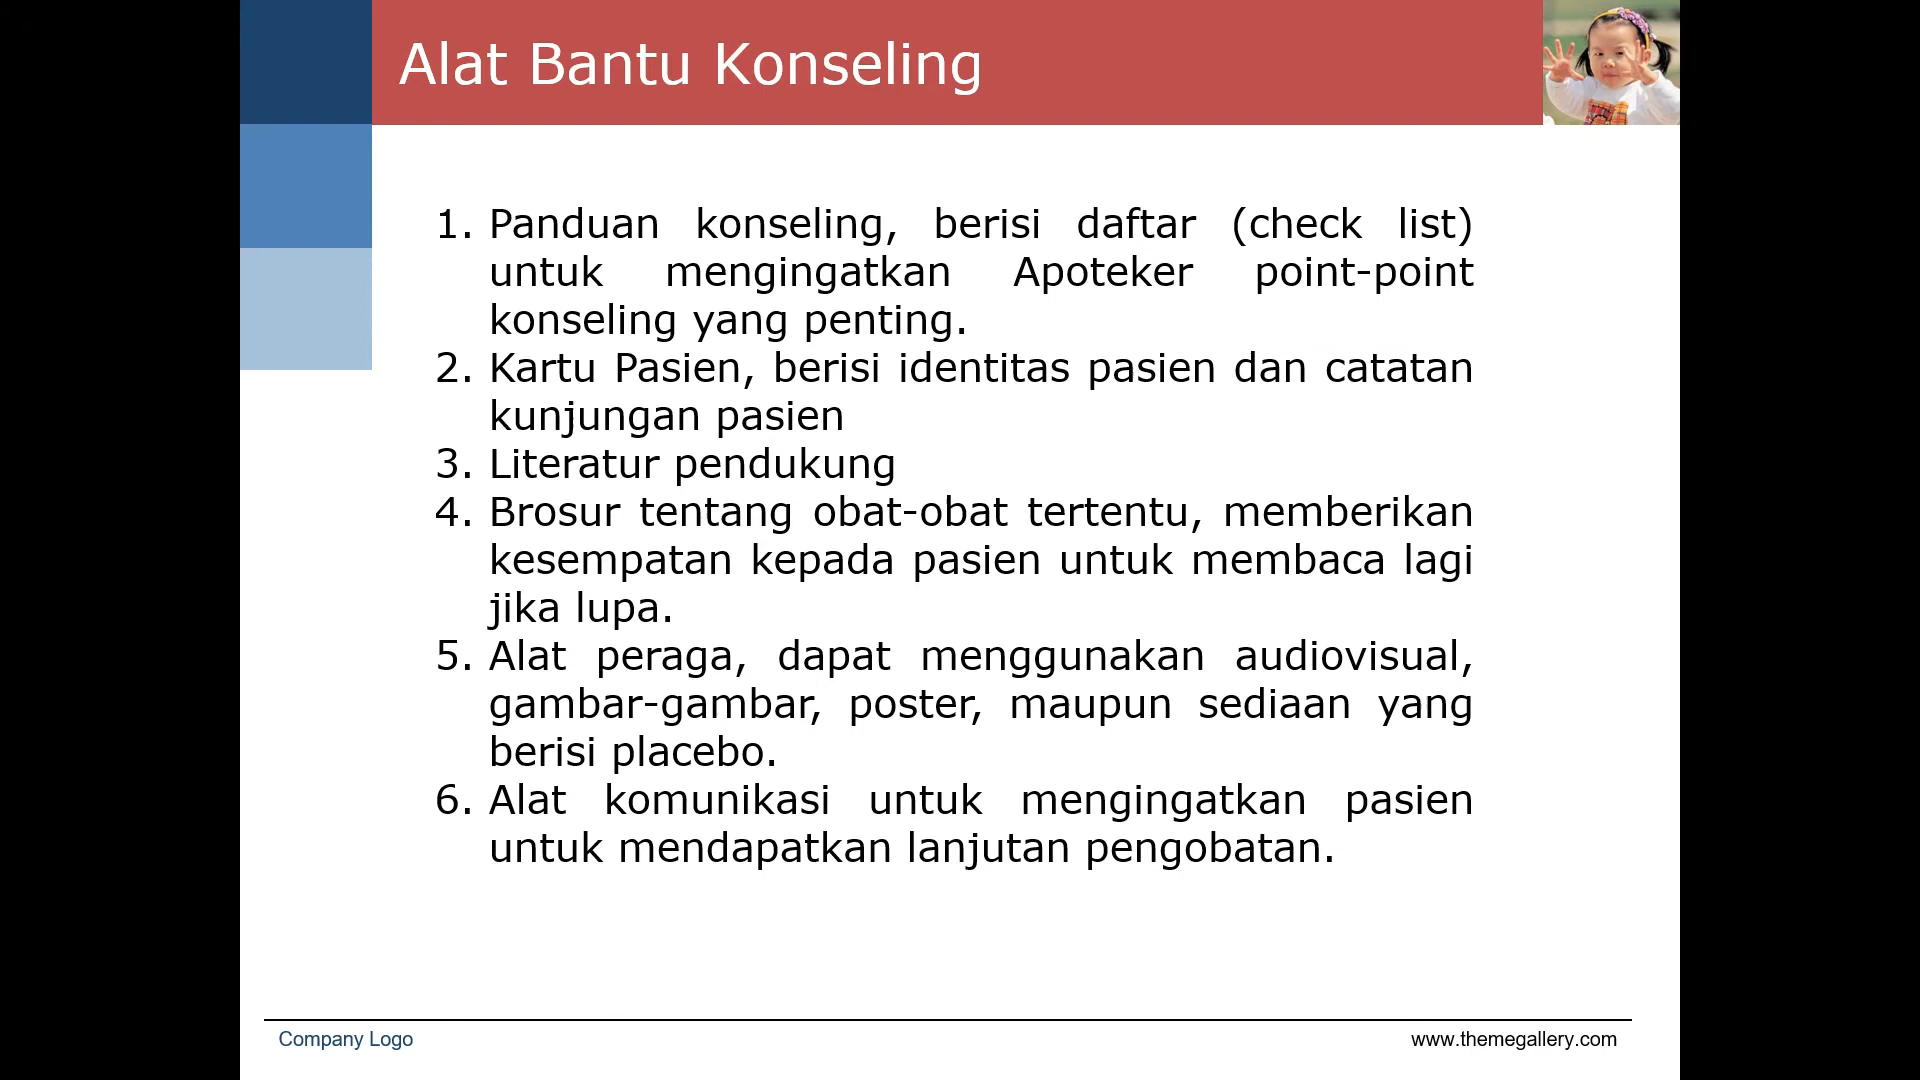 Alat Bantu Konseling
1. Panduan konseling, berisi daftar (check list)
untuk mengingatkan Apoteker point-point
konseling yang penting.
2. Kartu Pasien, berisi identitas pasien dan catatan
kunjungan pasien
3. Literatur pendukung
4. Brosur tentang obat-obat tertentu, memberikan
kesempatan kepada pasien untuk membaca lagi
jika lupa.
5. Alat peraga, dapat menggunakan audiovisual,
gambar-gambar, poster, maupun sediaan yang
berisi placebo.
6. Alat komunikasi untuk mengingatkan pasien
untuk mendapatkan lanjutan pengobatan.
Company Logo
www.themegallery.com